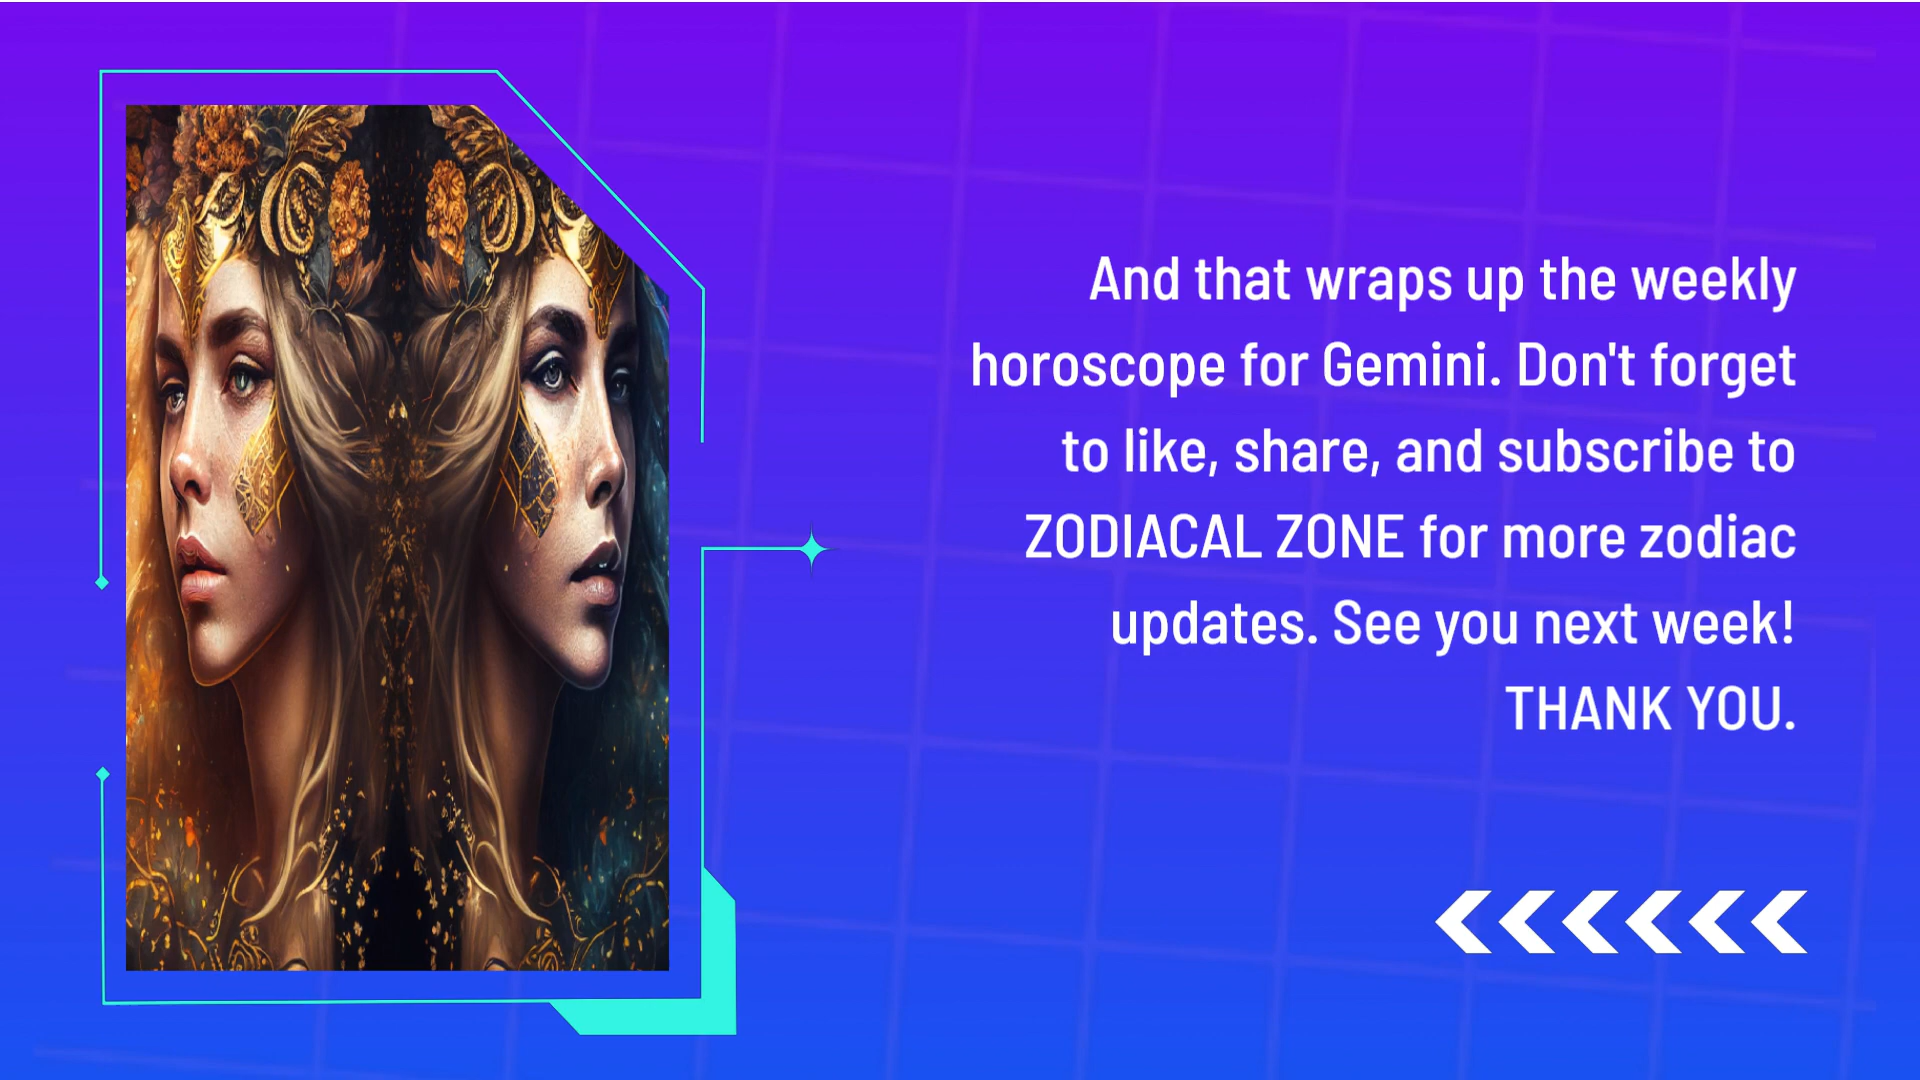 And that wraps up the weekly
horoscope for Gemini. Don't forget
to like, share, and subscribe to
ZODIACAL ZONE for more zodiac
updates. See you next week!
THANK YOU.